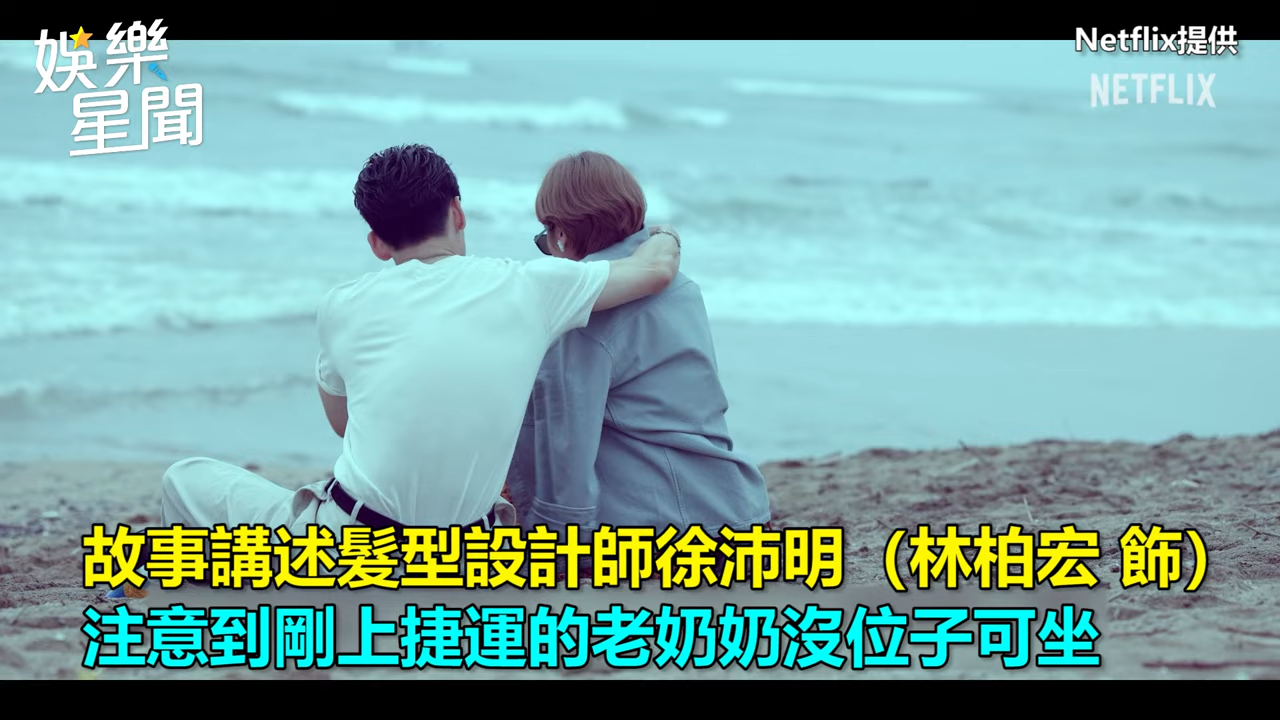 娛樂
星聞
Netflix提供
NETFLIX
故事講述髮型設計師徐沛明（林柏宏 飾）
注意到剛上捷運的老奶奶沒位子可坐